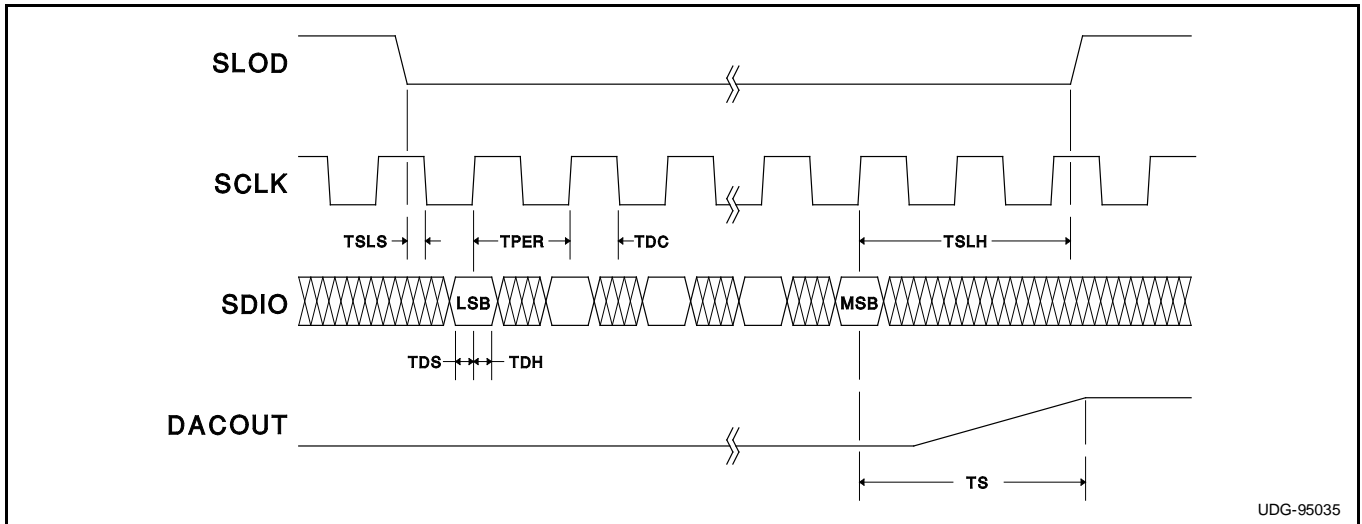 SLOD
SCLK
TSLS TPER TDC TSLH
SDIO LSB MSB
TDS TDH
DACOUT
TS
UDG-95035